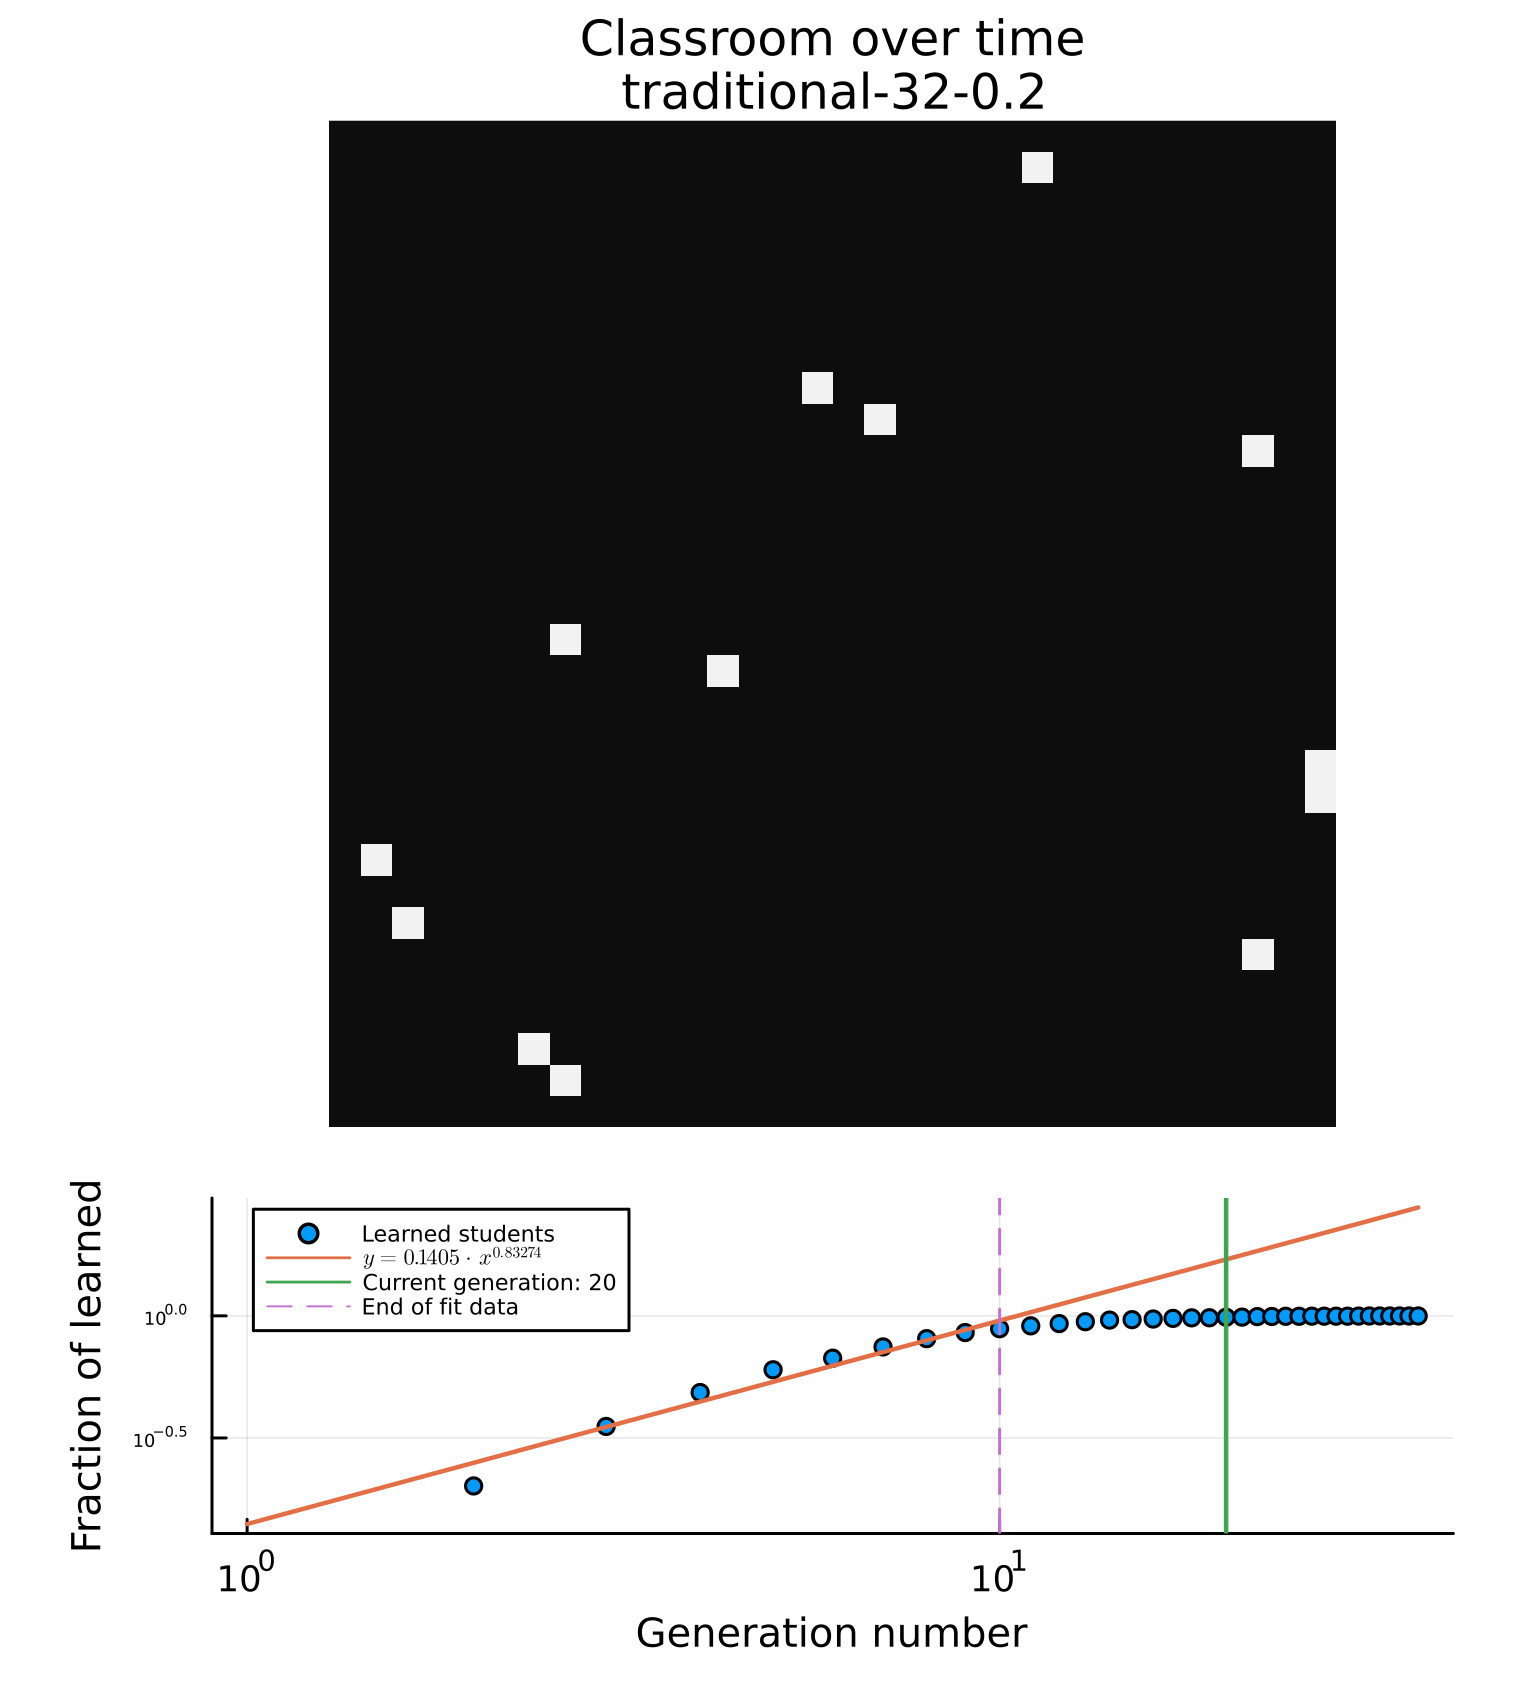 Classroom over time
traditional-32-0.2
Fraction of learned
Learned students
y = 0.1405 · x^0.83274
Current generation: 20
End of fit data
10^0.0
10^−0.5
10^0
10^1
Generation number